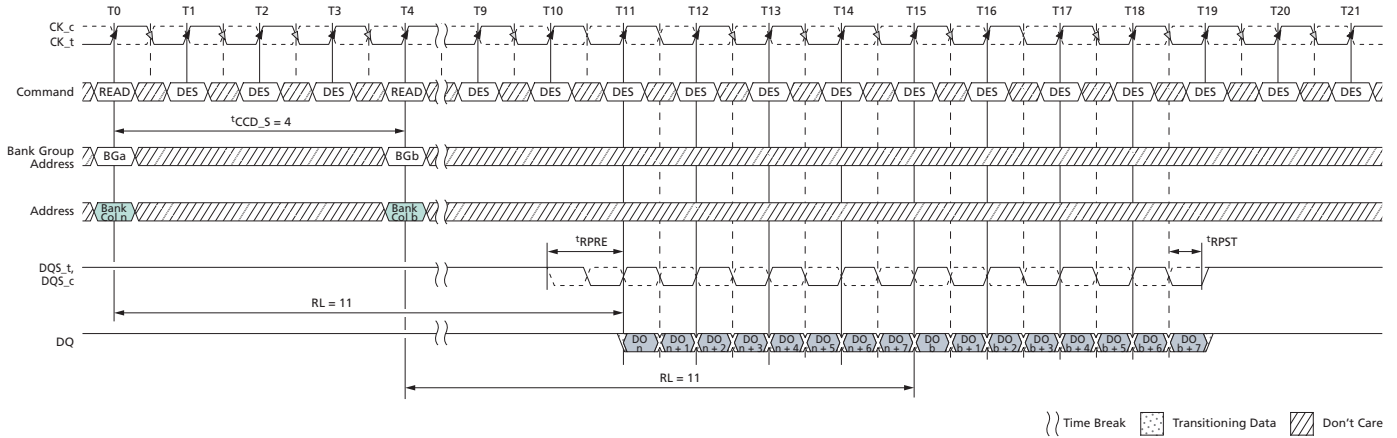 T0 T1 T2 T3 T4 T9 T10 T11 T12 T13 T14 T15 T16 T17 T18 T19 T20 T21
CK_c
CK_t
Command READ DES DES DES READ DES DES DES DES DES DES DES DES DES DES DES DES DES
tCCD_S = 4
Bank Group
Address
BGa BGb
Address
Bank
Col n
Bank
Col b
tRPRE tRPST
DQS_t,
DQS_c
RL = 11
DQ
DO
n
DO
n + 1
DO
n + 2
DO
n + 3
DO
n + 4
DO
n + 5
DO
n + 6
DO
n + 7
DO
b
DO
b + 1
DO
b + 2
DO
b + 3
DO
b + 4
DO
b + 5
DO
b + 6
DO
b + 7
RL = 11
Time Break Transitioning Data Don't Care